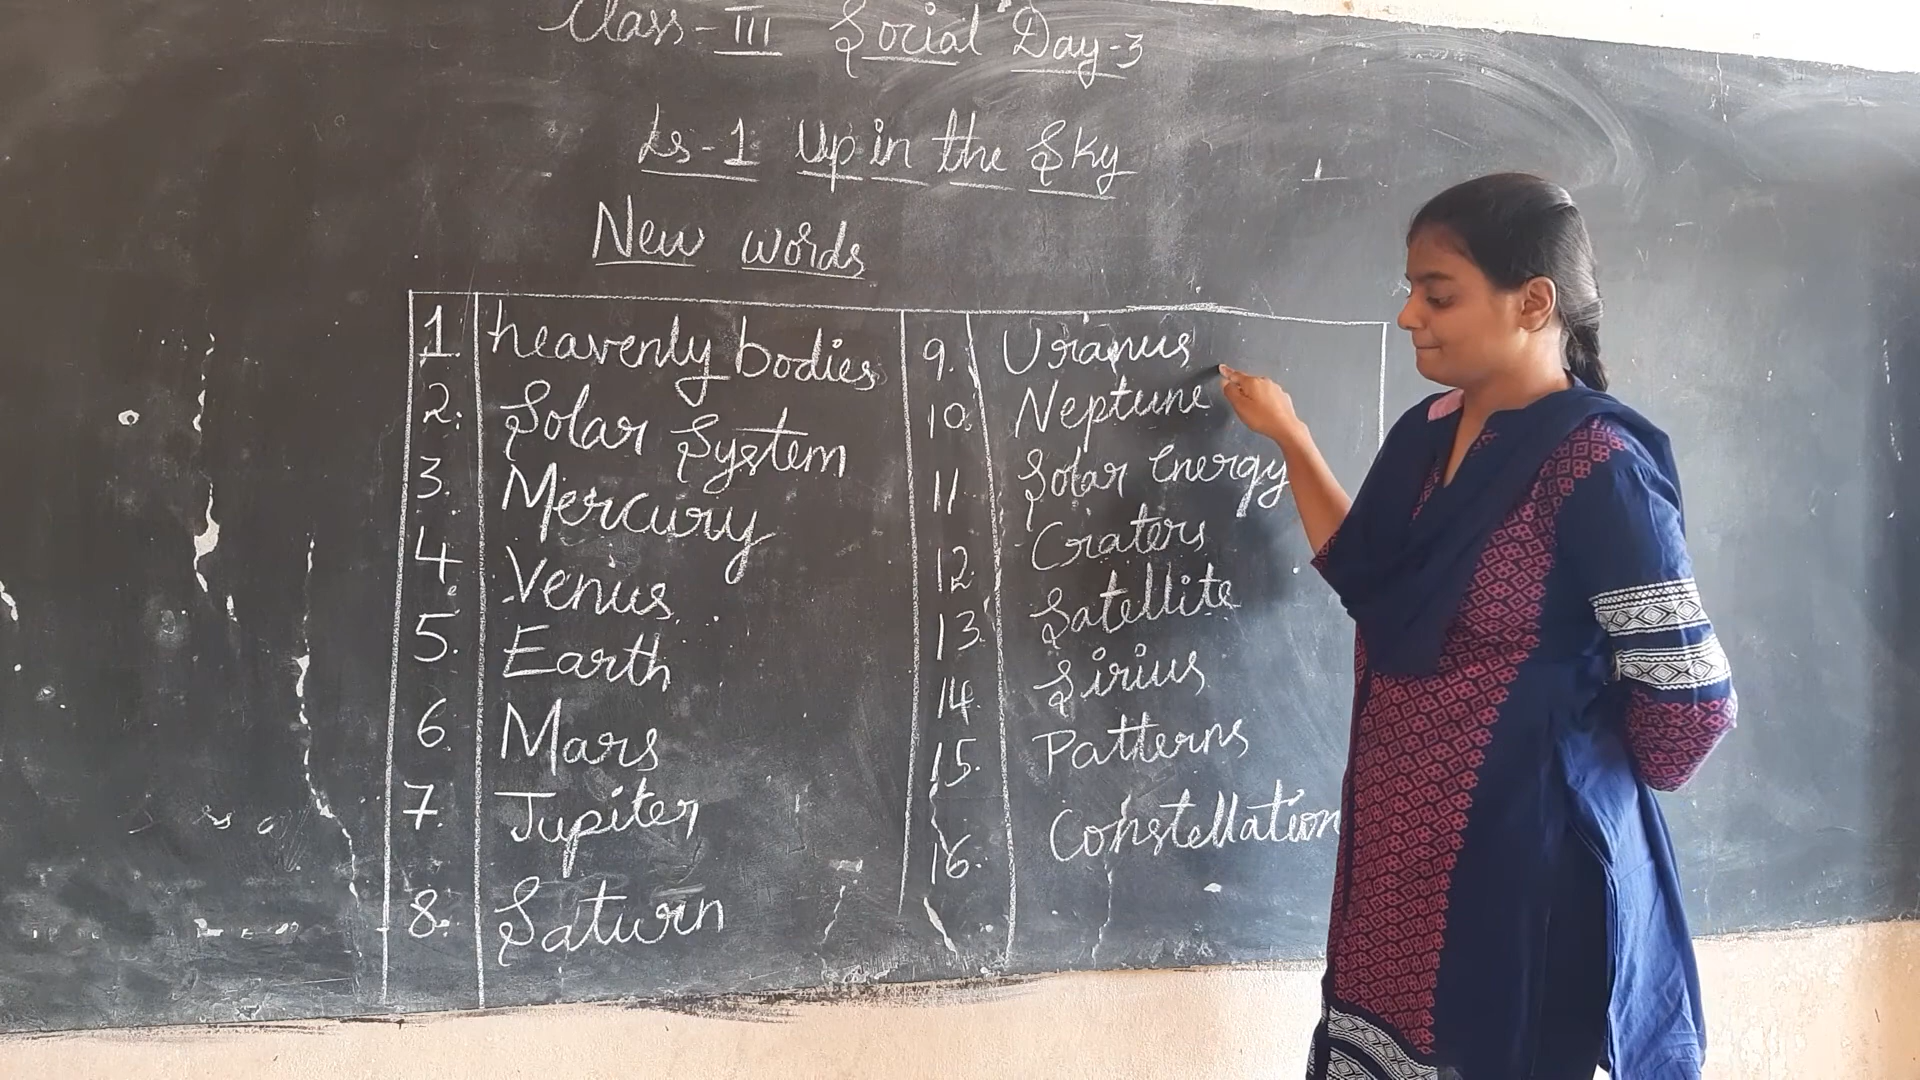 Class-III Social Day-3
Ls-1 Up in the Sky
New words
1. heavenly bodies
2. Solar System
3. Mercury
4. Venus
5. Earth
6. Mars
7. Jupiter
8. Saturn
9. Uranus
10. Neptune
11. Solar energy
12. Craters
13. Satellite
14. Sirius
15. Patterns
16. Constellation